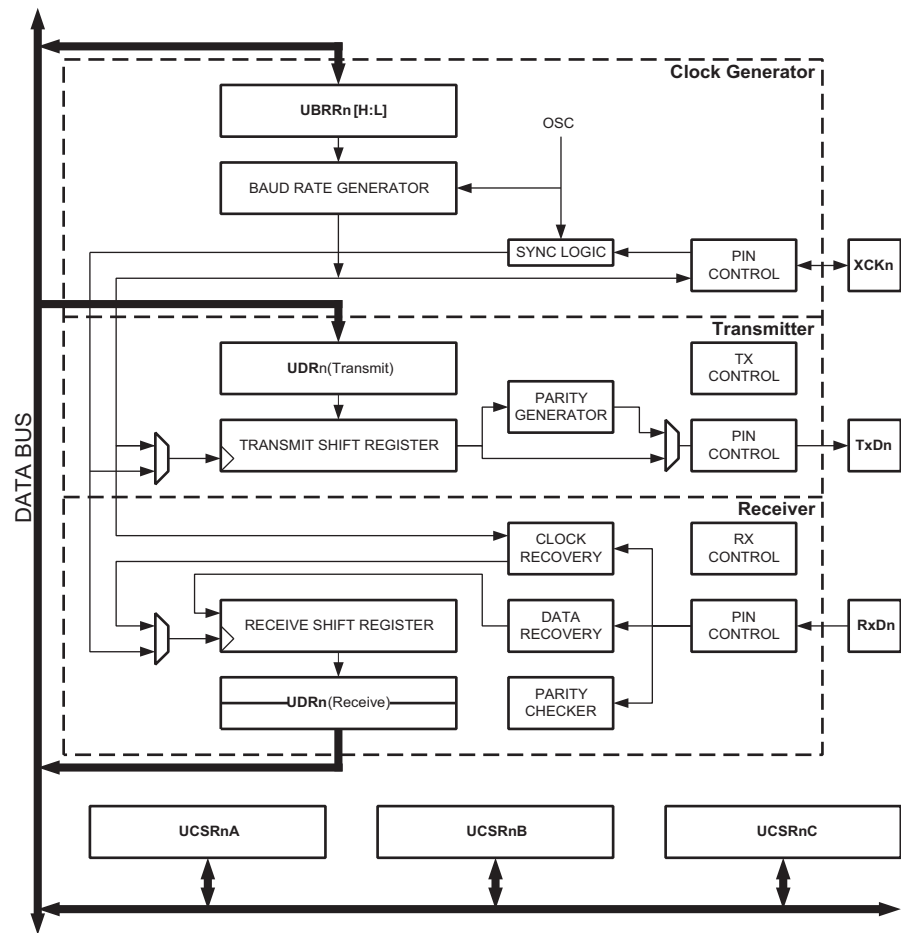 Clock Generator
UBRRn [H:L]
OSC
BAUD RATE GENERATOR
SYNC LOGIC
PIN
CONTROL
XCKn
Transmitter
UDRn(Transmit)
TX
CONTROL
PARITY
GENERATOR
TRANSMIT SHIFT REGISTER
PIN
CONTROL
TxDn
DATA BUS
Receiver
CLOCK
RECOVERY
RX
CONTROL
RECEIVE SHIFT REGISTER
DATA
RECOVERY
PIN
CONTROL
RxDn
UDRn(Receive)
PARITY
CHECKER
UCSRnA
UCSRnB
UCSRnC